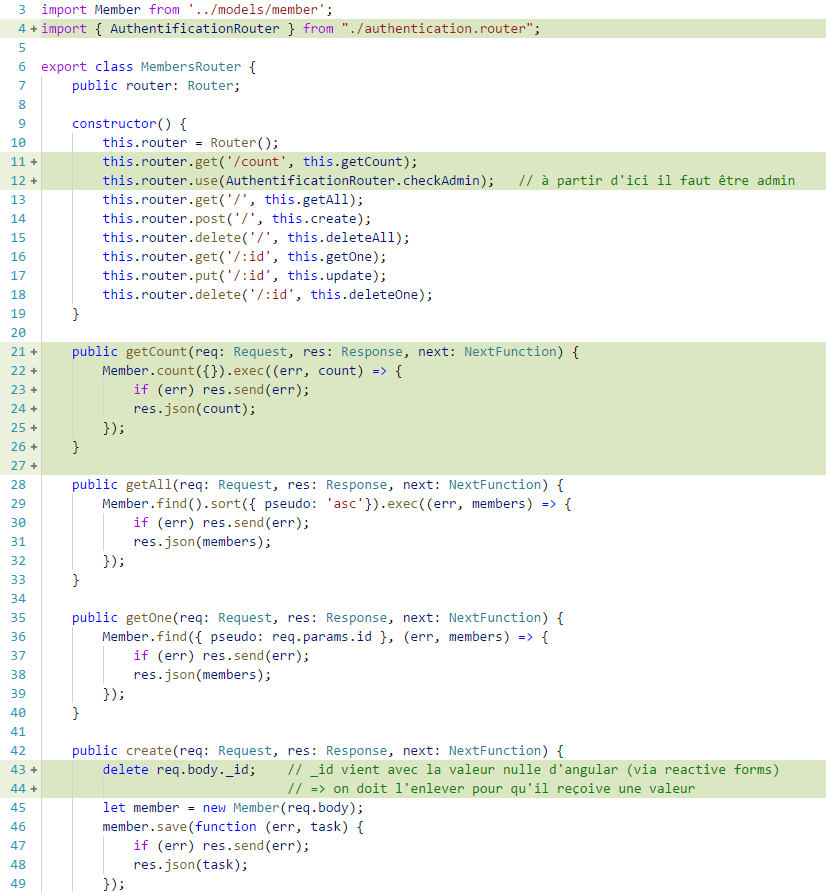 3 import Member from '../models/member';
4 + import { AuthentificationRouter } from "./authentication.router";
5
6 export class MembersRouter {
7 public router: Router;
8
9 constructor() {
10 this.router = Router();
11 + this.router.get('/count', this.getCount);
12 + this.router.use(AuthentificationRouter.checkAdmin); // à partir d'ici il faut être admin
13 this.router.get('/', this.getAll);
14 this.router.post('/', this.create);
15 this.router.delete('/', this.deleteAll);
16 this.router.get('/:id', this.getOne);
17 this.router.put('/:id', this.update);
18 this.router.delete('/:id', this.deleteOne);
19 }
20
21 + public getCount(req: Request, res: Response, next: NextFunction) {
22 + Member.count({}).exec((err, count) => {
23 + if (err) res.send(err);
24 + res.json(count);
25 + });
26 + }
27 +
28 public getAll(req: Request, res: Response, next: NextFunction) {
29 Member.find().sort({ pseudo: 'asc'}).exec((err, members) => {
30 if (err) res.send(err);
31 res.json(members);
32 });
33 }
34
35 public getOne(req: Request, res: Response, next: NextFunction) {
36 Member.find({ pseudo: req.params.id }, (err, members) => {
37 if (err) res.send(err);
38 res.json(members);
39 });
40 }
41
42 public create(req: Request, res: Response, next: NextFunction) {
43 + delete req.body._id; // _id vient avec la valeur nulle d'angular (via reactive forms)
44 + // => on doit l'enlever pour qu'il reçoive une valeur
45 let member = new Member(req.body);
46 member.save(function (err, task) {
47 if (err) res.send(err);
48 res.json(task);
49 });